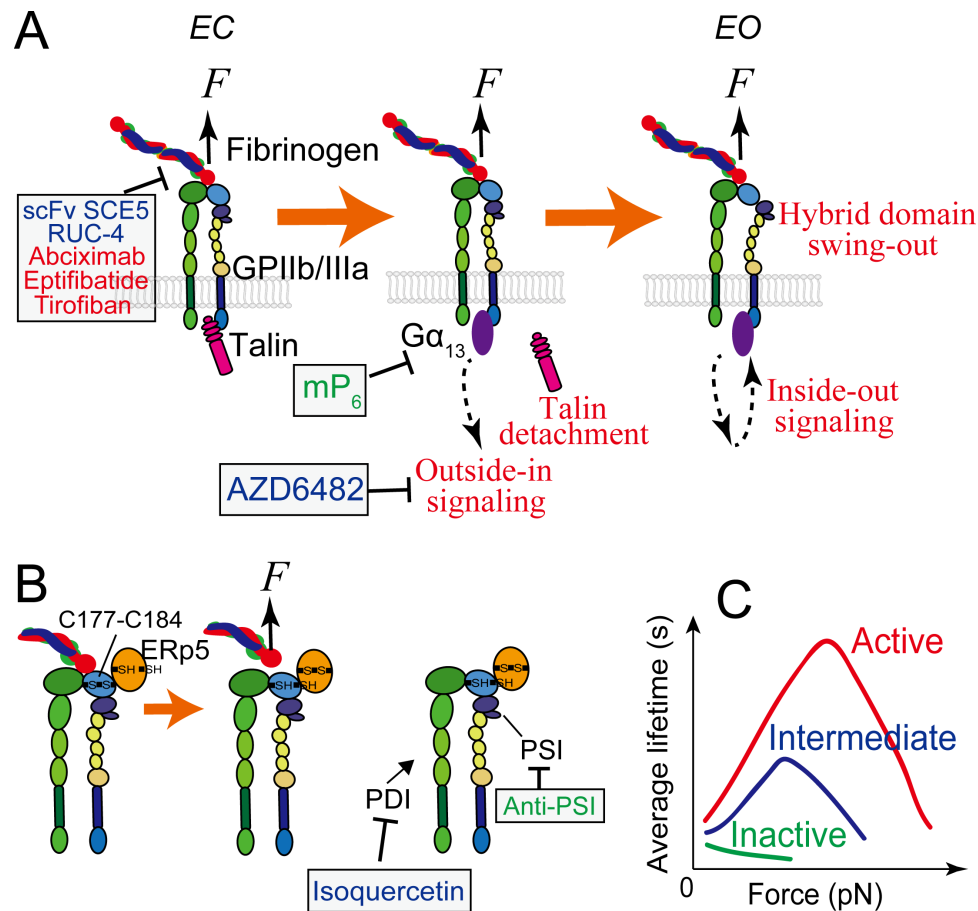 A
EC
EO
F
F
F
Fibrinogen
scFv SCE5
RUC-4
Abciximab
Eptifibatide
Tirofiban
GPIIb/IIIa
Talin
Hybrid domain
swing-out
Gα13
mP6
Talin
detachment
Inside-out
signaling
AZD6482
Outside-in
signaling
B
F
C177-C184
ERp5
S-S
SH
SH
SH
SH
S-S
SH
SH
S-S
PSI
PDI
Anti-PSI
Isoquercetin
C
Average lifetime (s)
Active
Intermediate
Inactive
0
Force (pN)